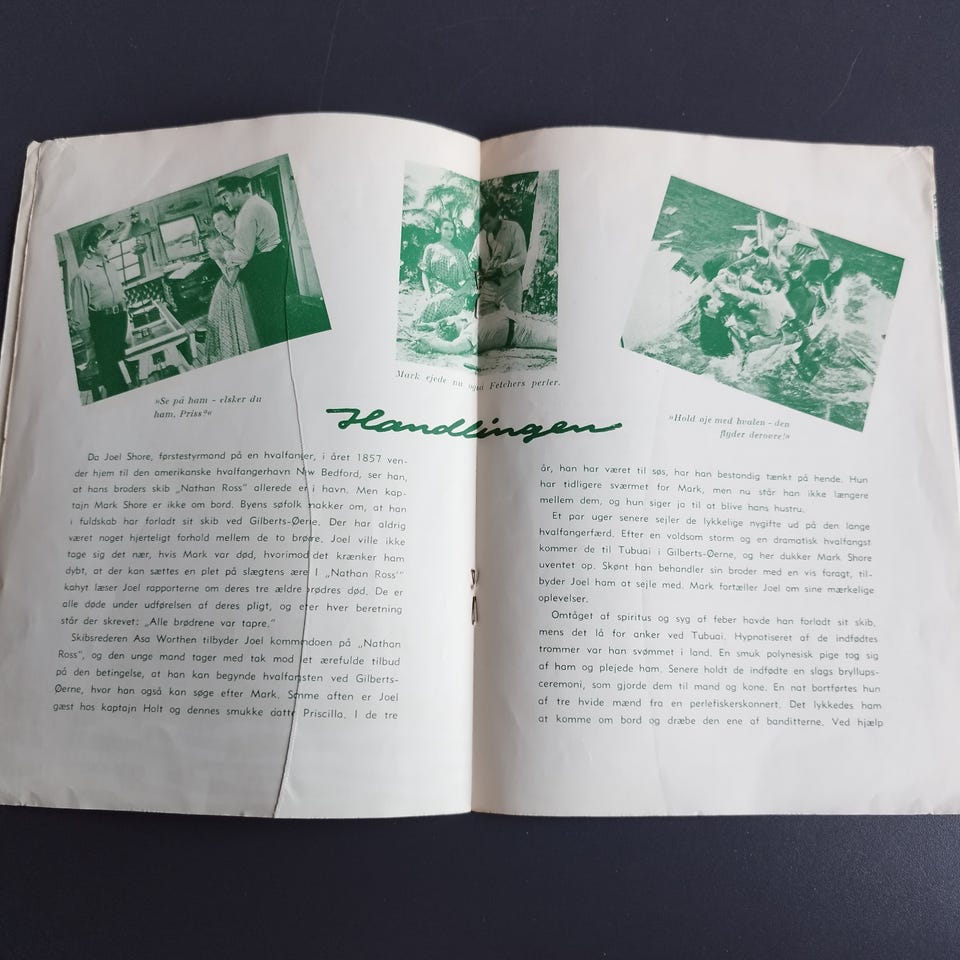 »Se på ham - elsker du
ham, Priss?«
Mark ejede nu også Fetchers perler.
»Hold øje med hvalen - den
flyder derovre!«
Handlingen
Da Joel Shore, førstestyrmand på en hvalfanger, i året 1857 ven-
der hjem til den amerikanske hvalfangerhavn New Bedford, ser han,
at hans broders skib „Nathan Ross" allerede er i havn. Men kap-
tajn Mark Shore er ikke om bord. Byens søfolk snakker om, at han
i fuldskab har forladt sit skib ved Gilberts-Øerne. Der har aldrig
været noget hjerteligt forhold mellem de to brødre. Joel ville ikke
tage sig det nær, hvis Mark var død, hvorimod det krænker ham
dybt, at der kan sættes en plet på slægtens ære. I „Nathan Ross'"
kahyt læser Joel rapporterne om deres tre ældre brødres død. De er
alle døde under udførelsen af deres pligt, og efter hver beretning
står der skrevet: „Alle brødrene var tapre."
Skibsrederen Asa Worthen tilbyder Joel kommandoen på „Nathan
Ross", og den unge mand tager med tak mod det ærefulde tilbud
på den betingelse, at han kan begynde hvalfangsten ved Gilberts-
Øerne, hvor han også kan søge efter Mark. Samme aften er Joel
gæst hos kaptajn Holt og dennes smukke datter Priscilla. I de tre
år, han har været til søs, har han bestandig tænkt på hende. Hun
har tidligere sværmet for Mark, men nu står han ikke længere
mellem dem, og hun siger ja til at blive hans hustru.
Et par uger senere sejler de lykkelige nygifte ud på den lange
hvalfangerfærd. Efter en voldsom storm og en dramatisk hvalfangst
kommer de til Tubuai i Gilberts-Øerne, og her dukker Mark Shore
uventet op. Skønt han behandler sin broder med en vis foragt, til-
byder Joel ham at sejle med. Mark fortæller Joel om sine mærkelige
oplevelser.
Omtåget af spiritus og syg af feber havde han forladt sit skib,
mens det lå for anker ved Tubuai. Hypnotiseret af de indfødtes
trommer var han svømmet i land. En smuk polynesisk pige tog sig
af ham og plejede ham. Senere holdt de indfødte en slags bryllups-
ceremoni, som gjorde dem til mand og kone. En nat bortførtes hun
af tre hvide mænd fra en perlefiskerskonnert. Det lykkedes ham
at komme om bord og dræbe den ene af banditterne. Ved hjælp